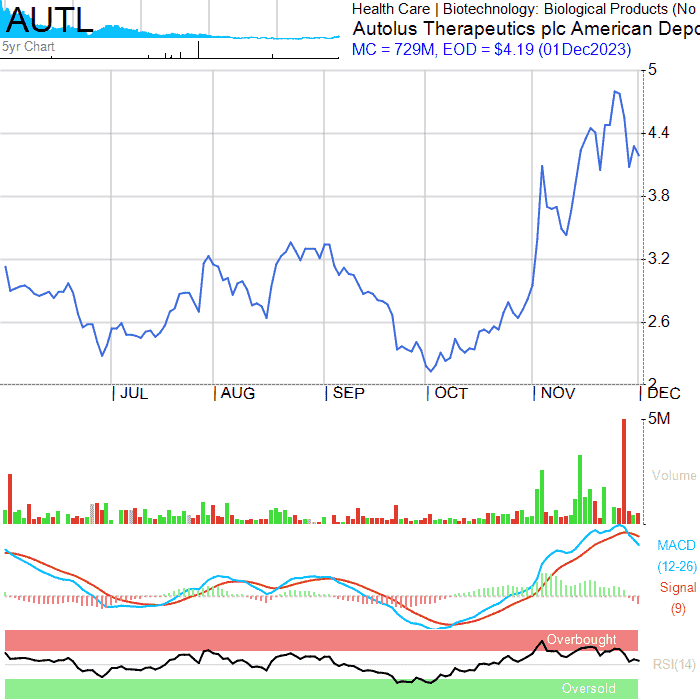 AUTL
Health Care | Biotechnology: Biological Products (No
Autolus Therapeutics plc American Depo
MC = 729M, EOD = $4.19 (01Dec2023)
5yr Chart
5
4.4
3.8
3.2
2.6
2
JUL AUG SEP OCT NOV DEC
5M
Volume
MACD
(12-26)
Signal
(9)
Overbought
RSI(14)
Oversold